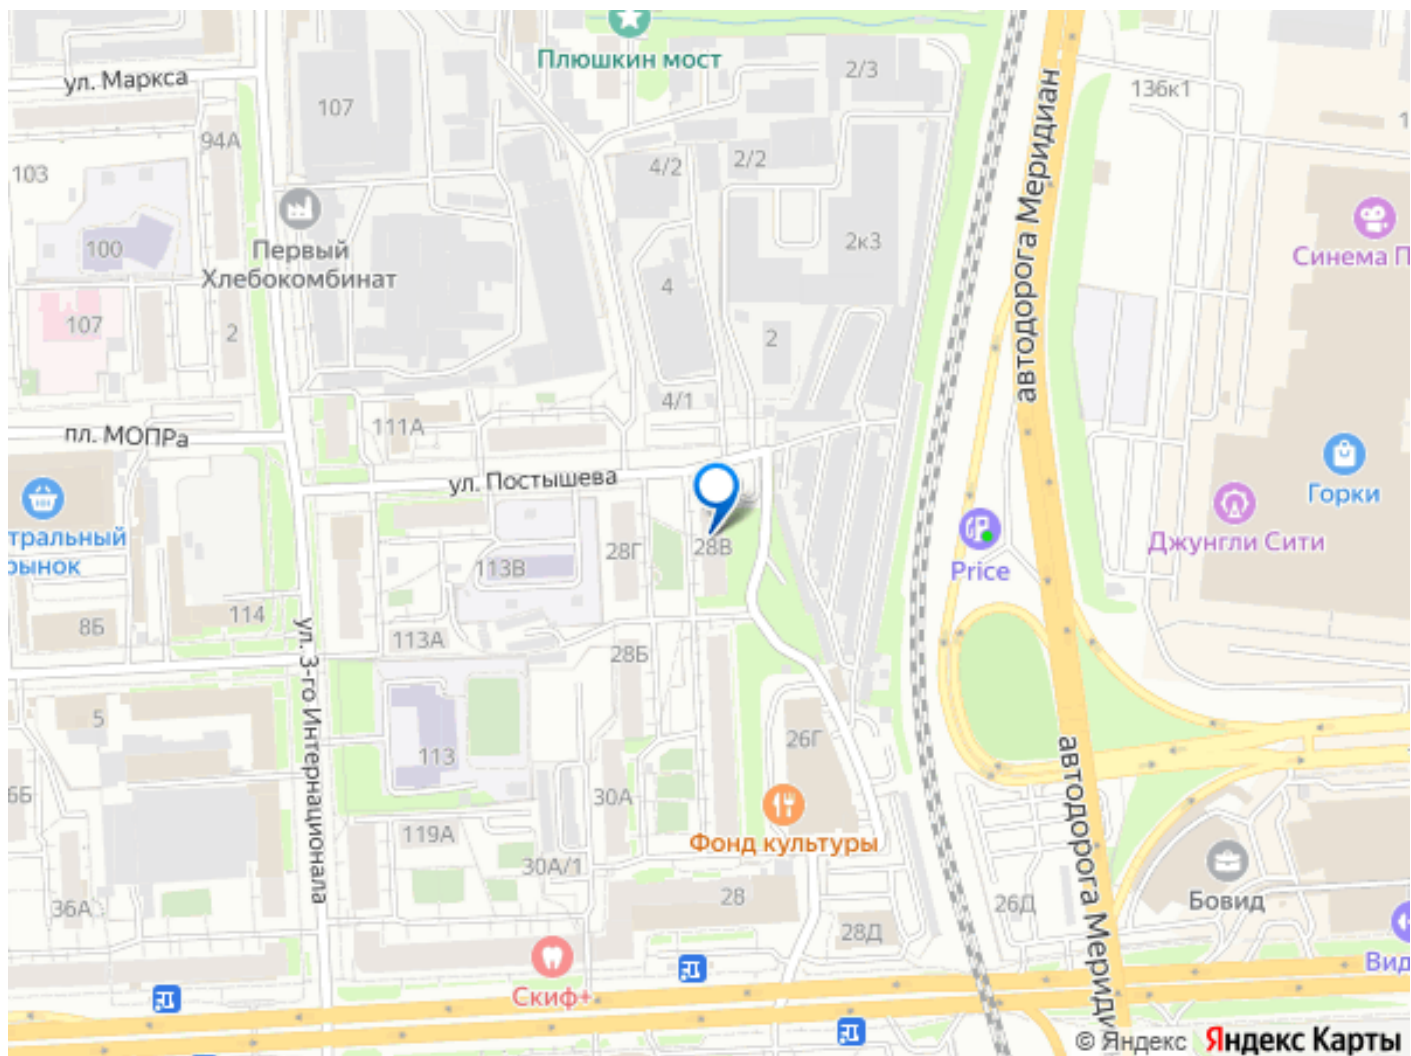 Плюшкин мост
ул. Маркса
107
2/3
136к1
94А
103
4/2
2/2
автодорога Меридиан
100
Первый
Хлебокомбинат
2к3
Синема П
4
107
2
2
4/1
пл. МОПРа
111А
ул. Постышева
Горки
тральный
рынок
28Г
28В
Джунгли Сити
113В
Price
114
8Б
113А
28Б
ул. 3-го Интернационала
5
113
26Г
автодорога Мериди
6Б
30А
119А
Фонд культуры
30А/1
28
36А
26Д
Бовид
28Д
Вид
Скиф+
© Яндекс Яндекс Карты